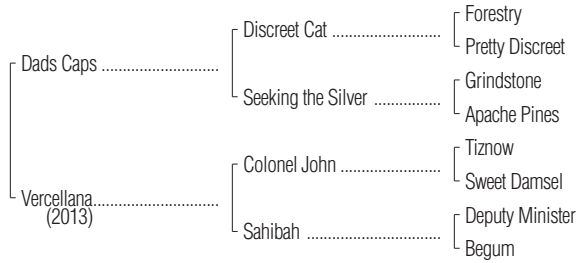 Forestry
Discreet Cat ..................
Pretty Discreet
Dads Caps ....................
Grindstone
Seeking the Silver ...........
Apache Pines
Tiznow
Colonel John .................
Sweet Damsel
Vercellana....................
(2013)
Deputy Minister
Sahibah ......................
Begum